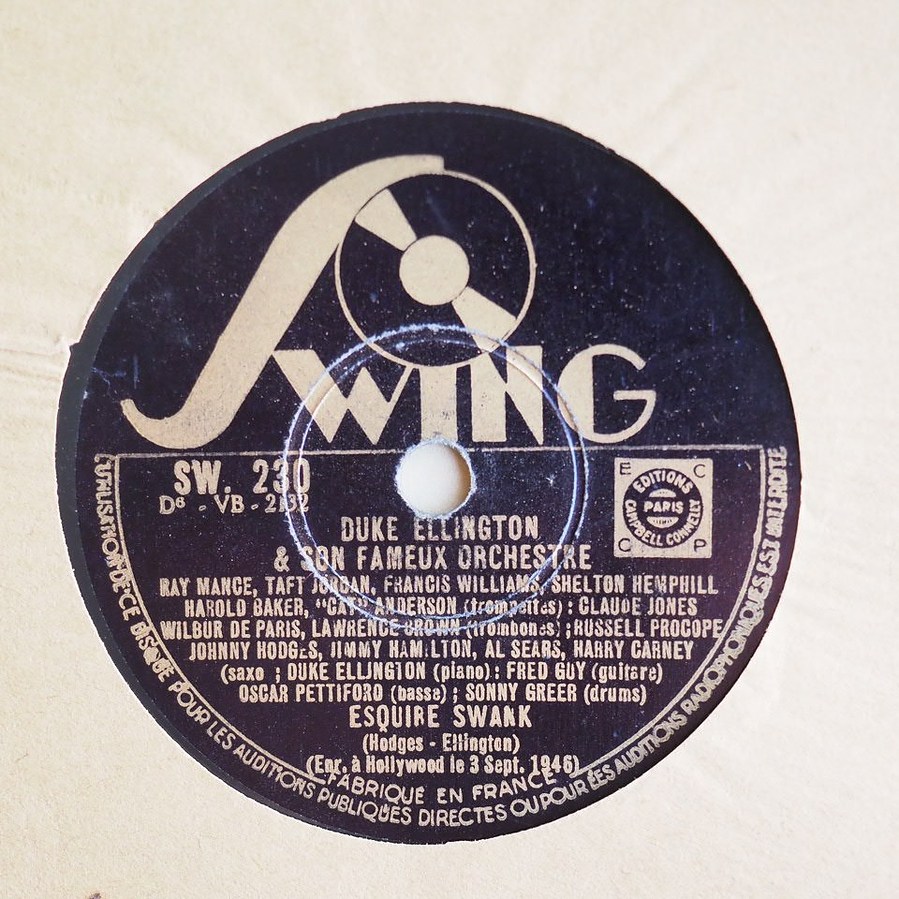 SWING
SW. 230
D6 - VB - 2132
E C
C P
EDITIONS
PARIS
CAMPBELL CONNELLY
DUKE ELLINGTON
& SON FAMEUX ORCHESTRE
RAY MANCE, TAFT JORDAN, FRANCIS WILLIAMS, SHELTON HEMPHILL
HAROLD BAKER, "CAT" ANDERSON (trompettes) : CLAUDE JONES
WILBUR DE PARIS, LAWRENCE BROWN (trombones) ; RUSSELL PROCOPE
JOHNNY HODGES, JIMMY HAMILTON, AL SEARS, HARRY CARNEY
(saxo ; DUKE ELLINGTON (piano) : FRED GUY (guitare)
OSCAR PETTIFORD (basse) ; SONNY GREER (drums)
ESQUIRE SWANK
(Hodges - Ellington)
(Enr. à Hollywood le 3 Sept. 1946)
FABRIQUÉ EN FRANCE
L'UTILISATION DE CE DISQUE POUR LES AUDITIONS PUBLIQUES DIRECTES OU POUR LES AUDITIONS RADIOPHONIQUES EST INTERDITE